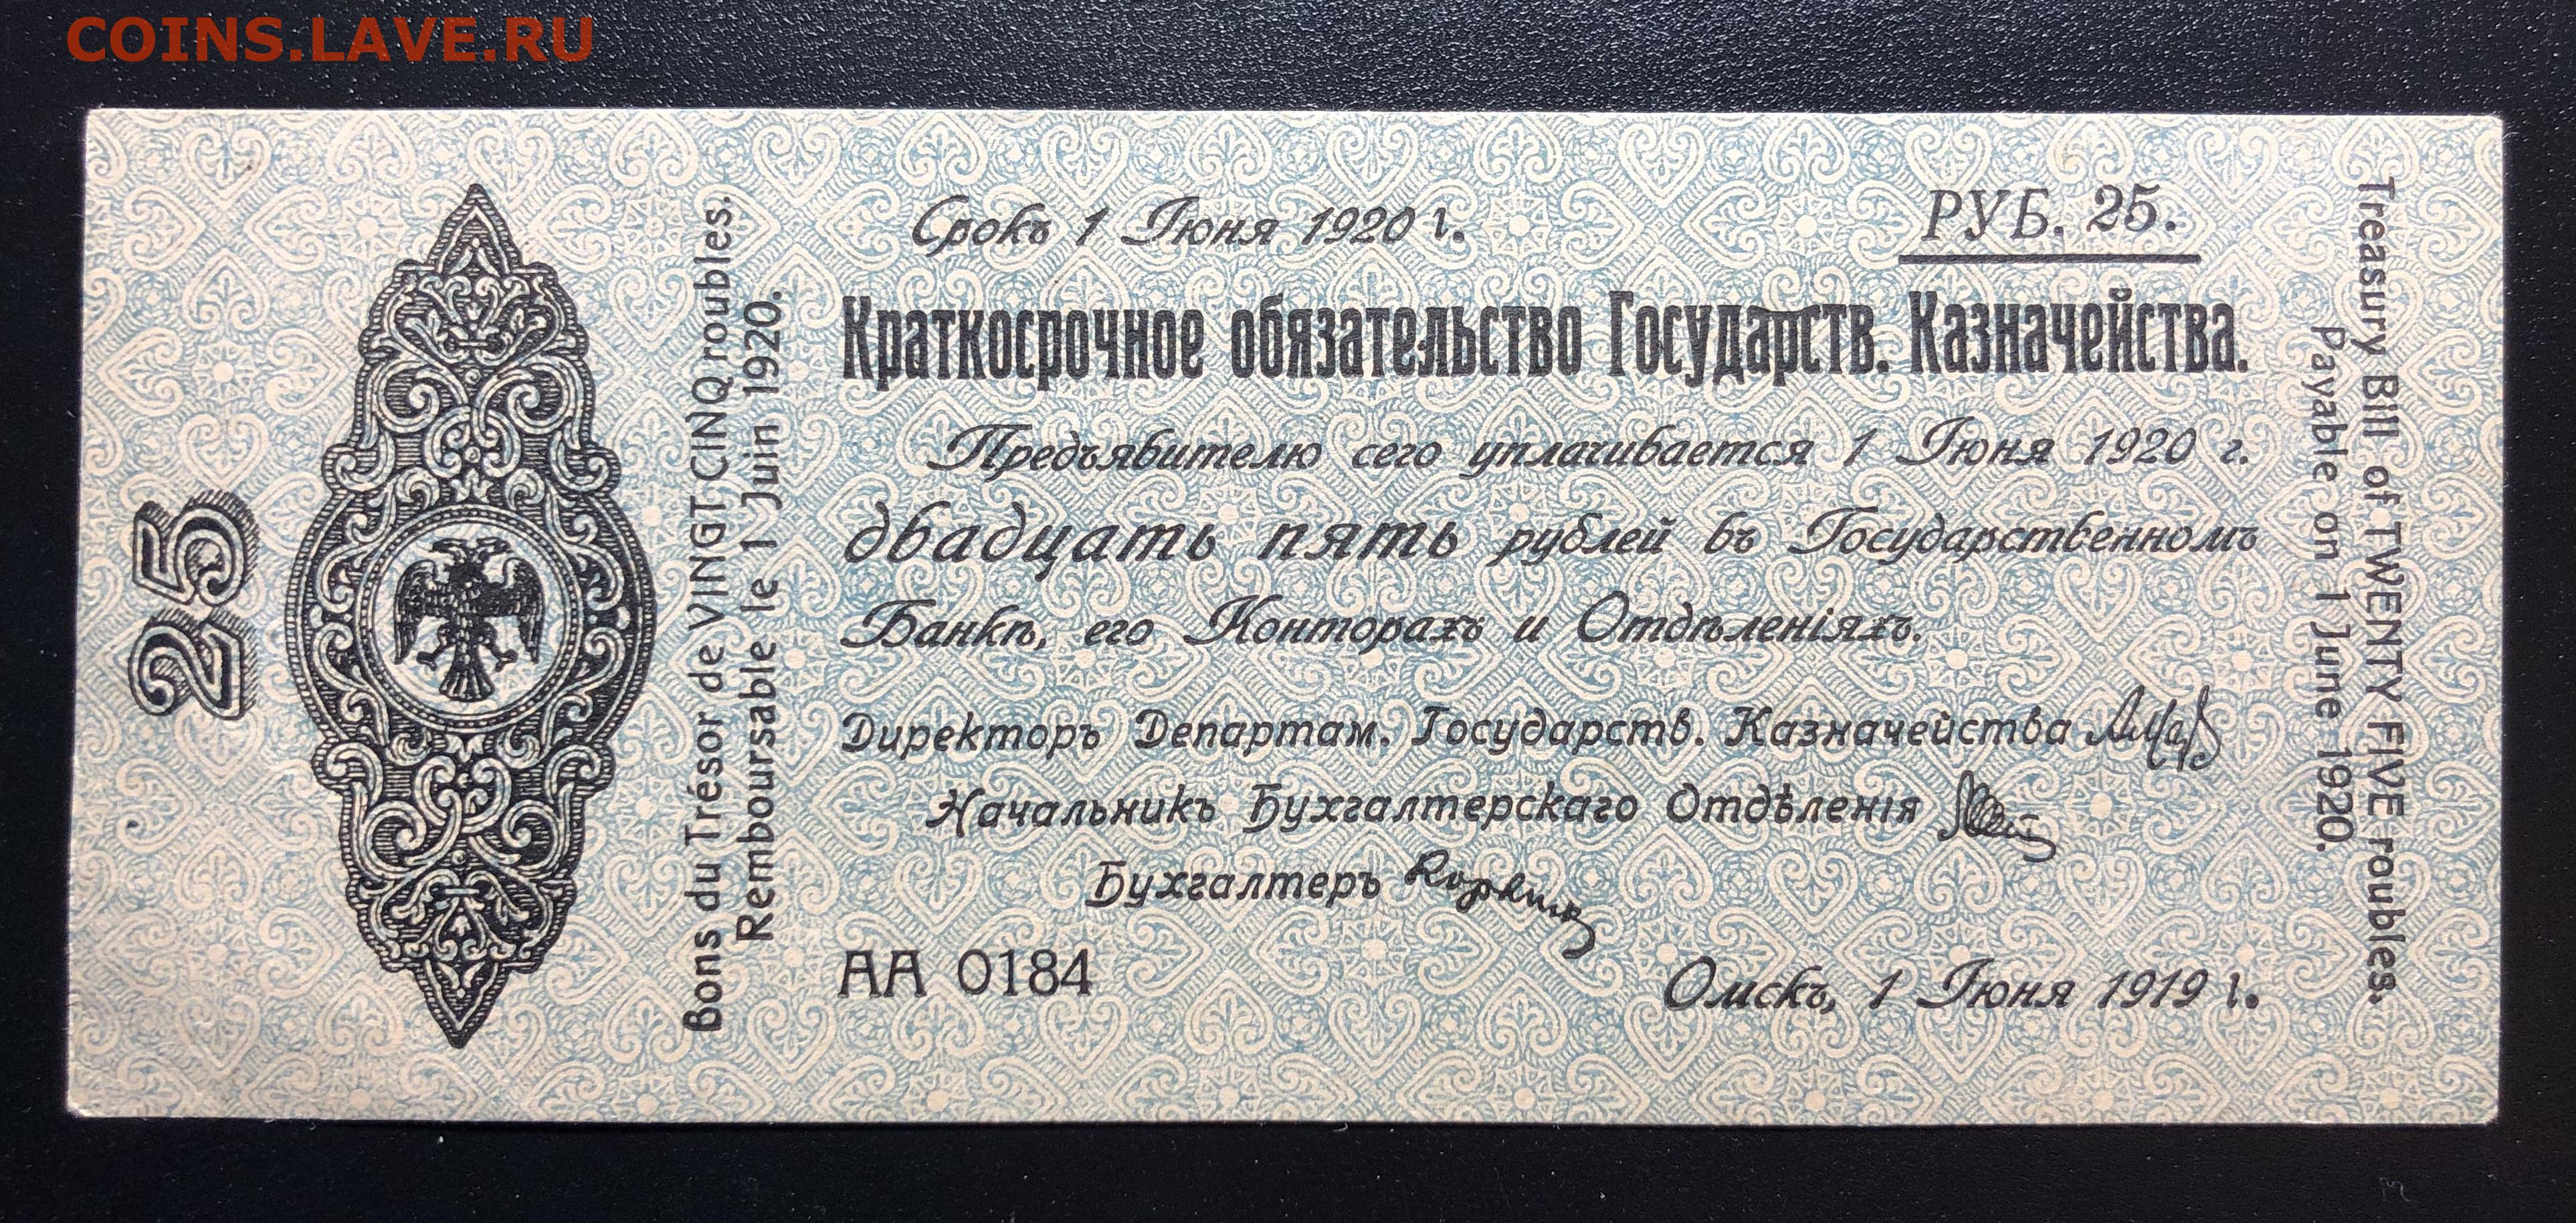 COINS.LAVE.RU
25
Bons du Trésor de VINGT CINQ roubles.
Remboursable le 1 Juin 1920.
Срокъ 1 Іюня 1920 г.
РУБ. 25.
Краткосрочное обязательство Государств. Казначейства.
Предъявителю сего уплачивается 1 Іюня 1920 г.
двадцать пять рублей въ Государственномъ
Банкѣ, его Конторахъ и Отдѣленіяхъ.
Директоръ Департам. Государств. Казначейства
Начальникъ Бухгалтерскаго Отдѣленія
Бухгалтеръ
АА 0184
Омскъ, 1 Іюня 1919 г.
Treasury Bill of TWENTY FIVE roubles.
Payable on 1 June 1920.